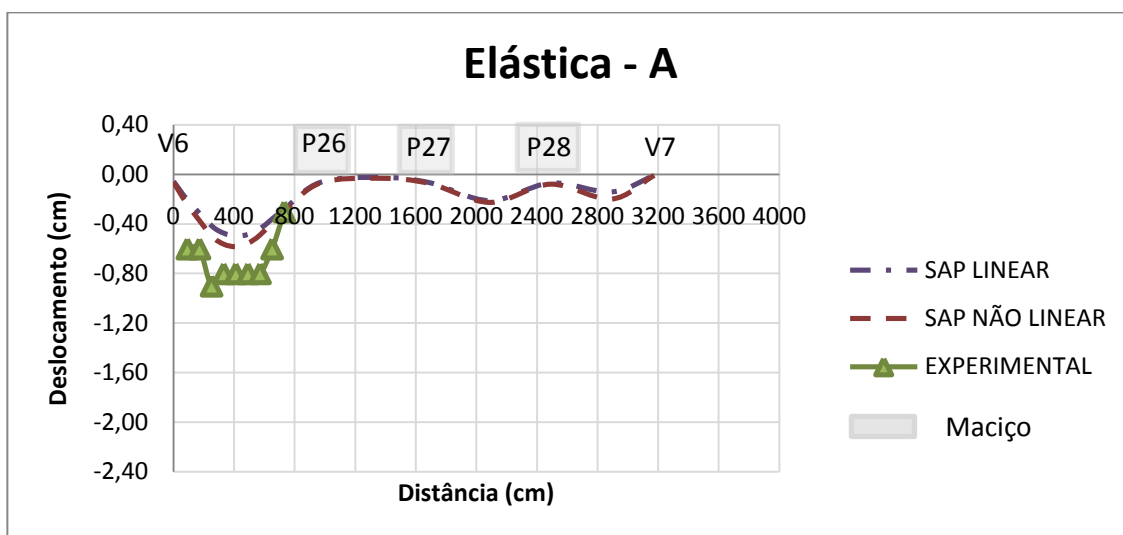 Elástica - A
0,40
V6
P26
P27
P28
V7
0,00
0 400 800 1200 1600 2000 2400 2800 3200 3600 4000
-0,40
-0,80
-1,20
-1,60
-2,00
-2,40
Deslocamento (cm)
Distância (cm)
SAP LINEAR
SAP NÃO LINEAR
EXPERIMENTAL
Maciço